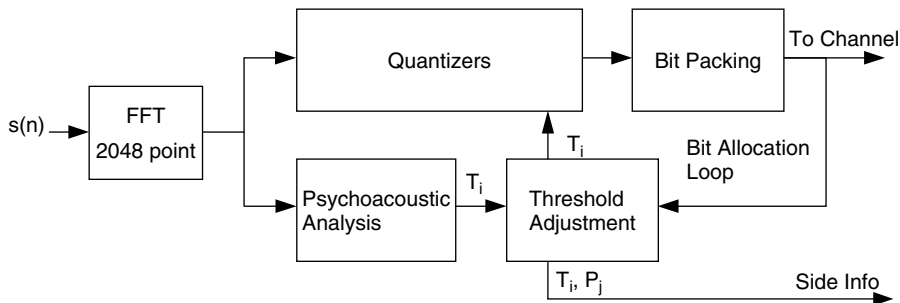 To Channel
Quantizers
Bit Packing
s(n)
FFT
2048 point
T_i
Bit Allocation
Loop
T_i
Psychoacoustic
Analysis
Threshold
Adjustment
T_i, P_j
Side Info